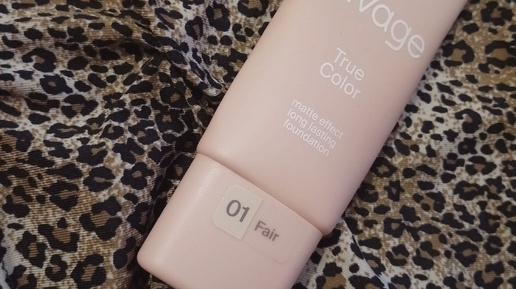 True
Color
matte effect
long lasting
foundation
01 Fair